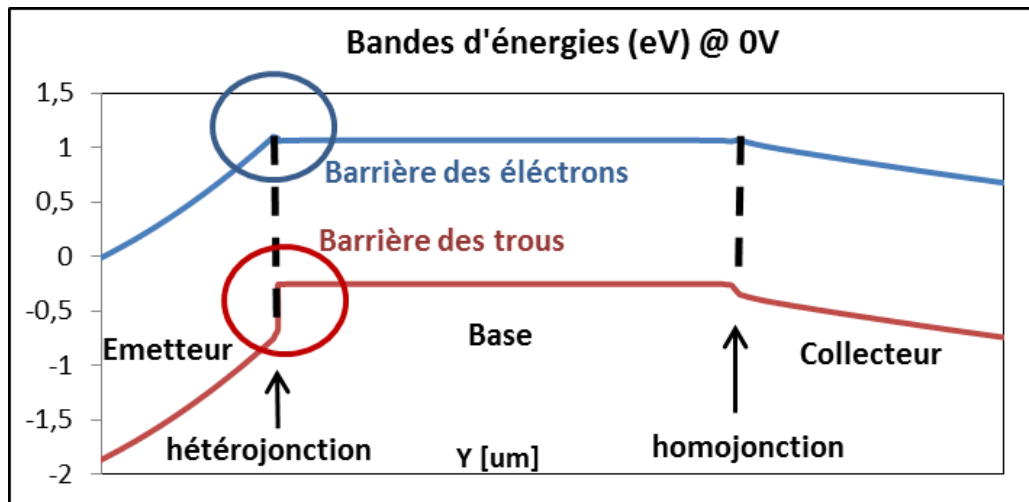 Bandes d'énergies (eV) @ 0V
1,5
1
0,5
0
-0,5
-1
-1,5
-2
Barrière des éléctrons
Barrière des trous
Emetteur
Base
Collecteur
hétérojonction
Y [um]
homojonction